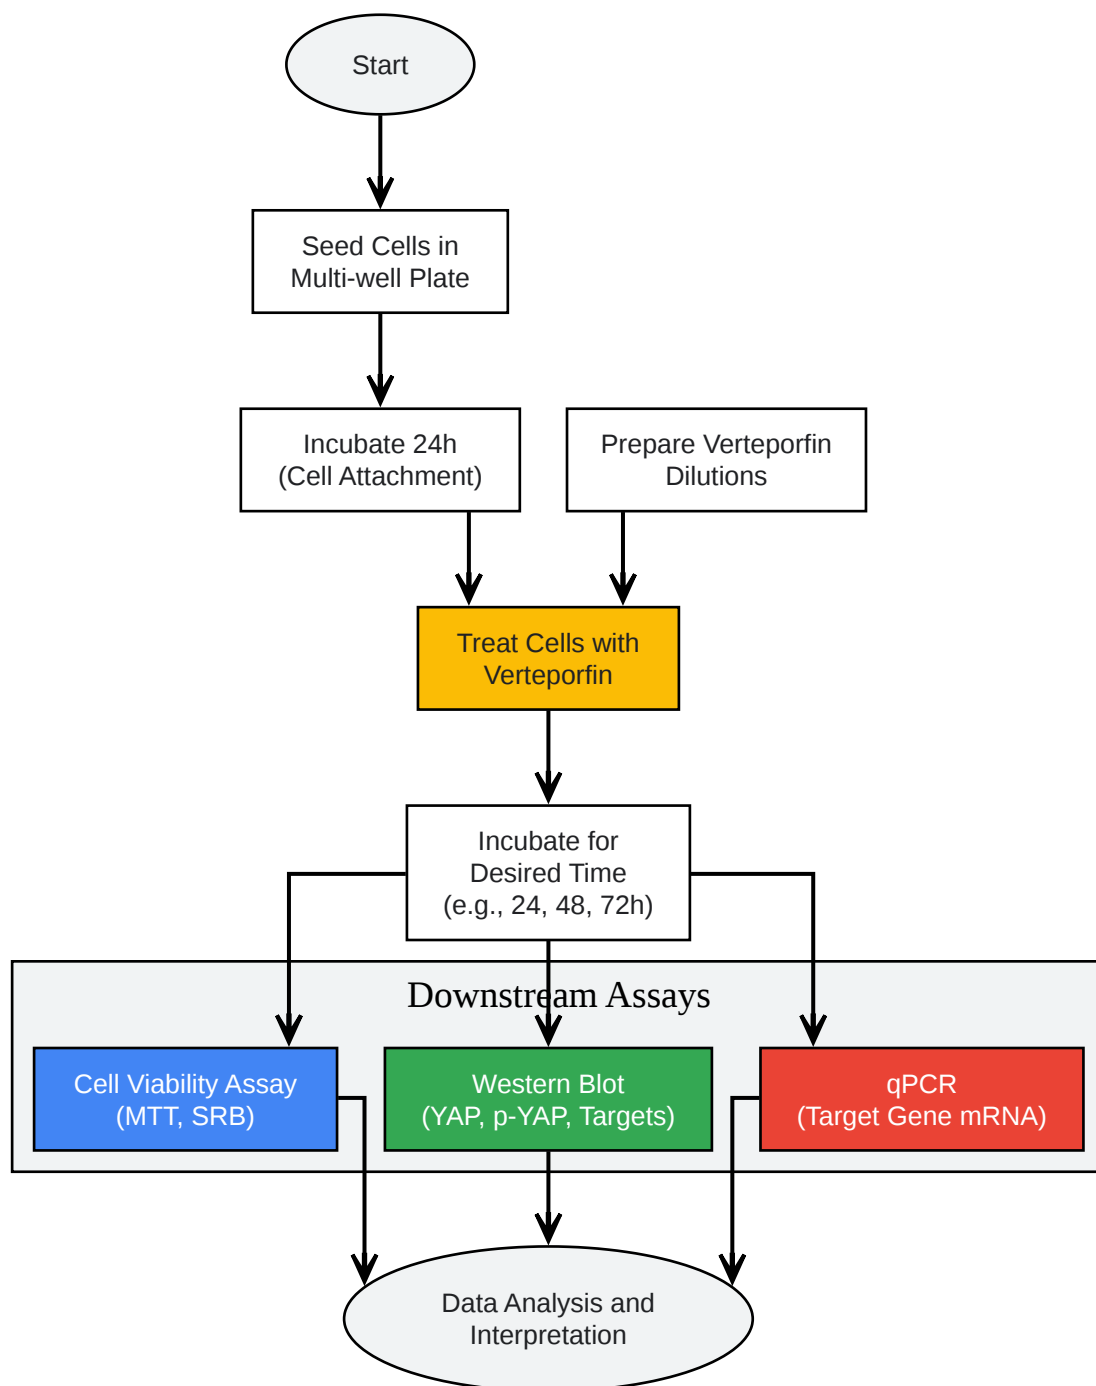 Start
Seed Cells in
Multi-well Plate
Incubate 24h
(Cell Attachment)
Prepare Verteporfin
Dilutions
Treat Cells with
Verteporfin
Incubate for
Desired Time
(e.g., 24, 48, 72h)
Downstream Assays
Cell Viability Assay
(MTT, SRB)
Western Blot
(YAP, p-YAP, Targets)
qPCR
(Target Gene mRNA)
Data Analysis and
Interpretation